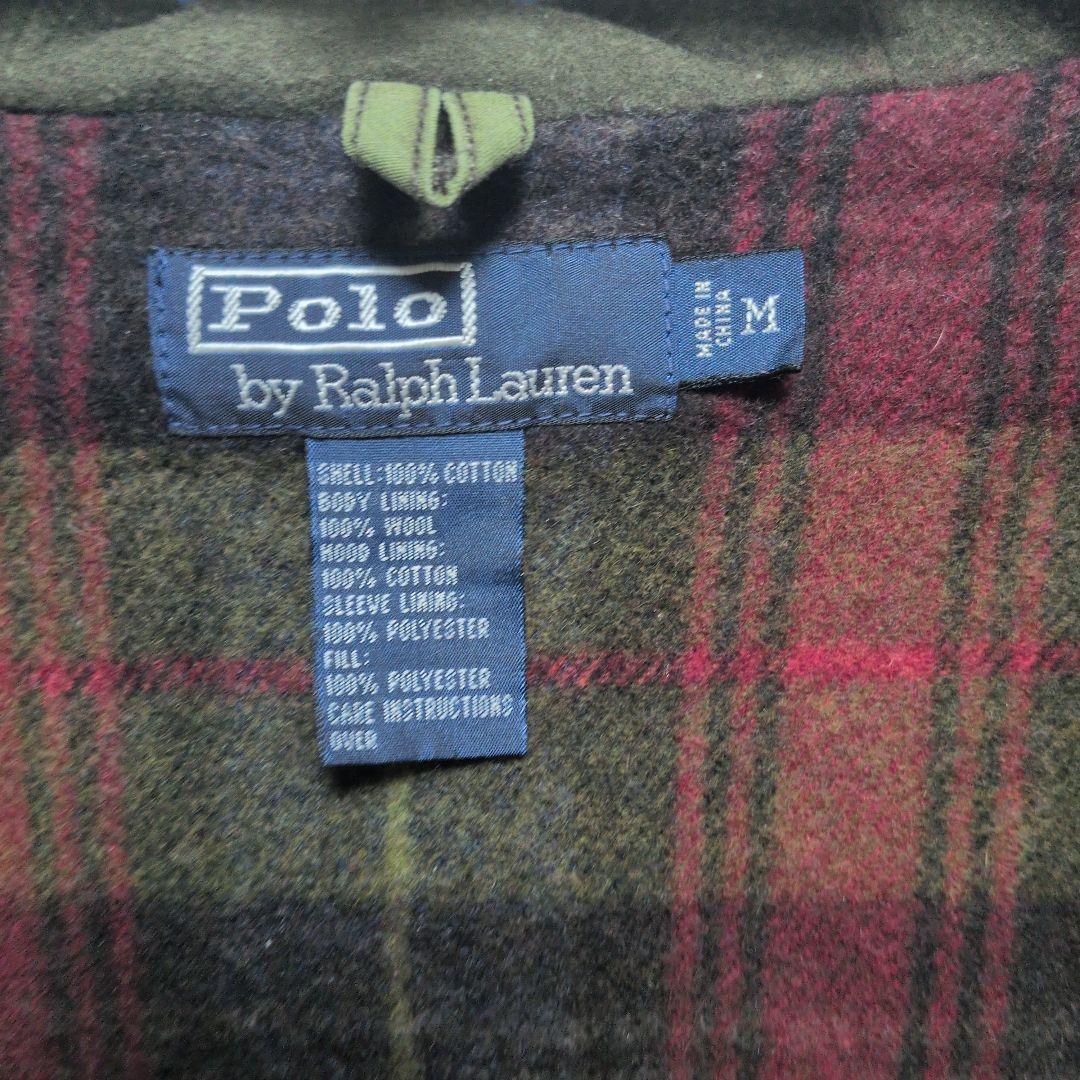 Polo
by Ralph Lauren
MADE IN
CHINA
M
SHELL:100% COTTON
BODY LINING:
100% WOOL
HOOD LINING:
100% COTTON
SLEEVE LINING:
100% POLYESTER
FILL:
100% POLYESTER
CARE INSTRUCTIONS
OVER